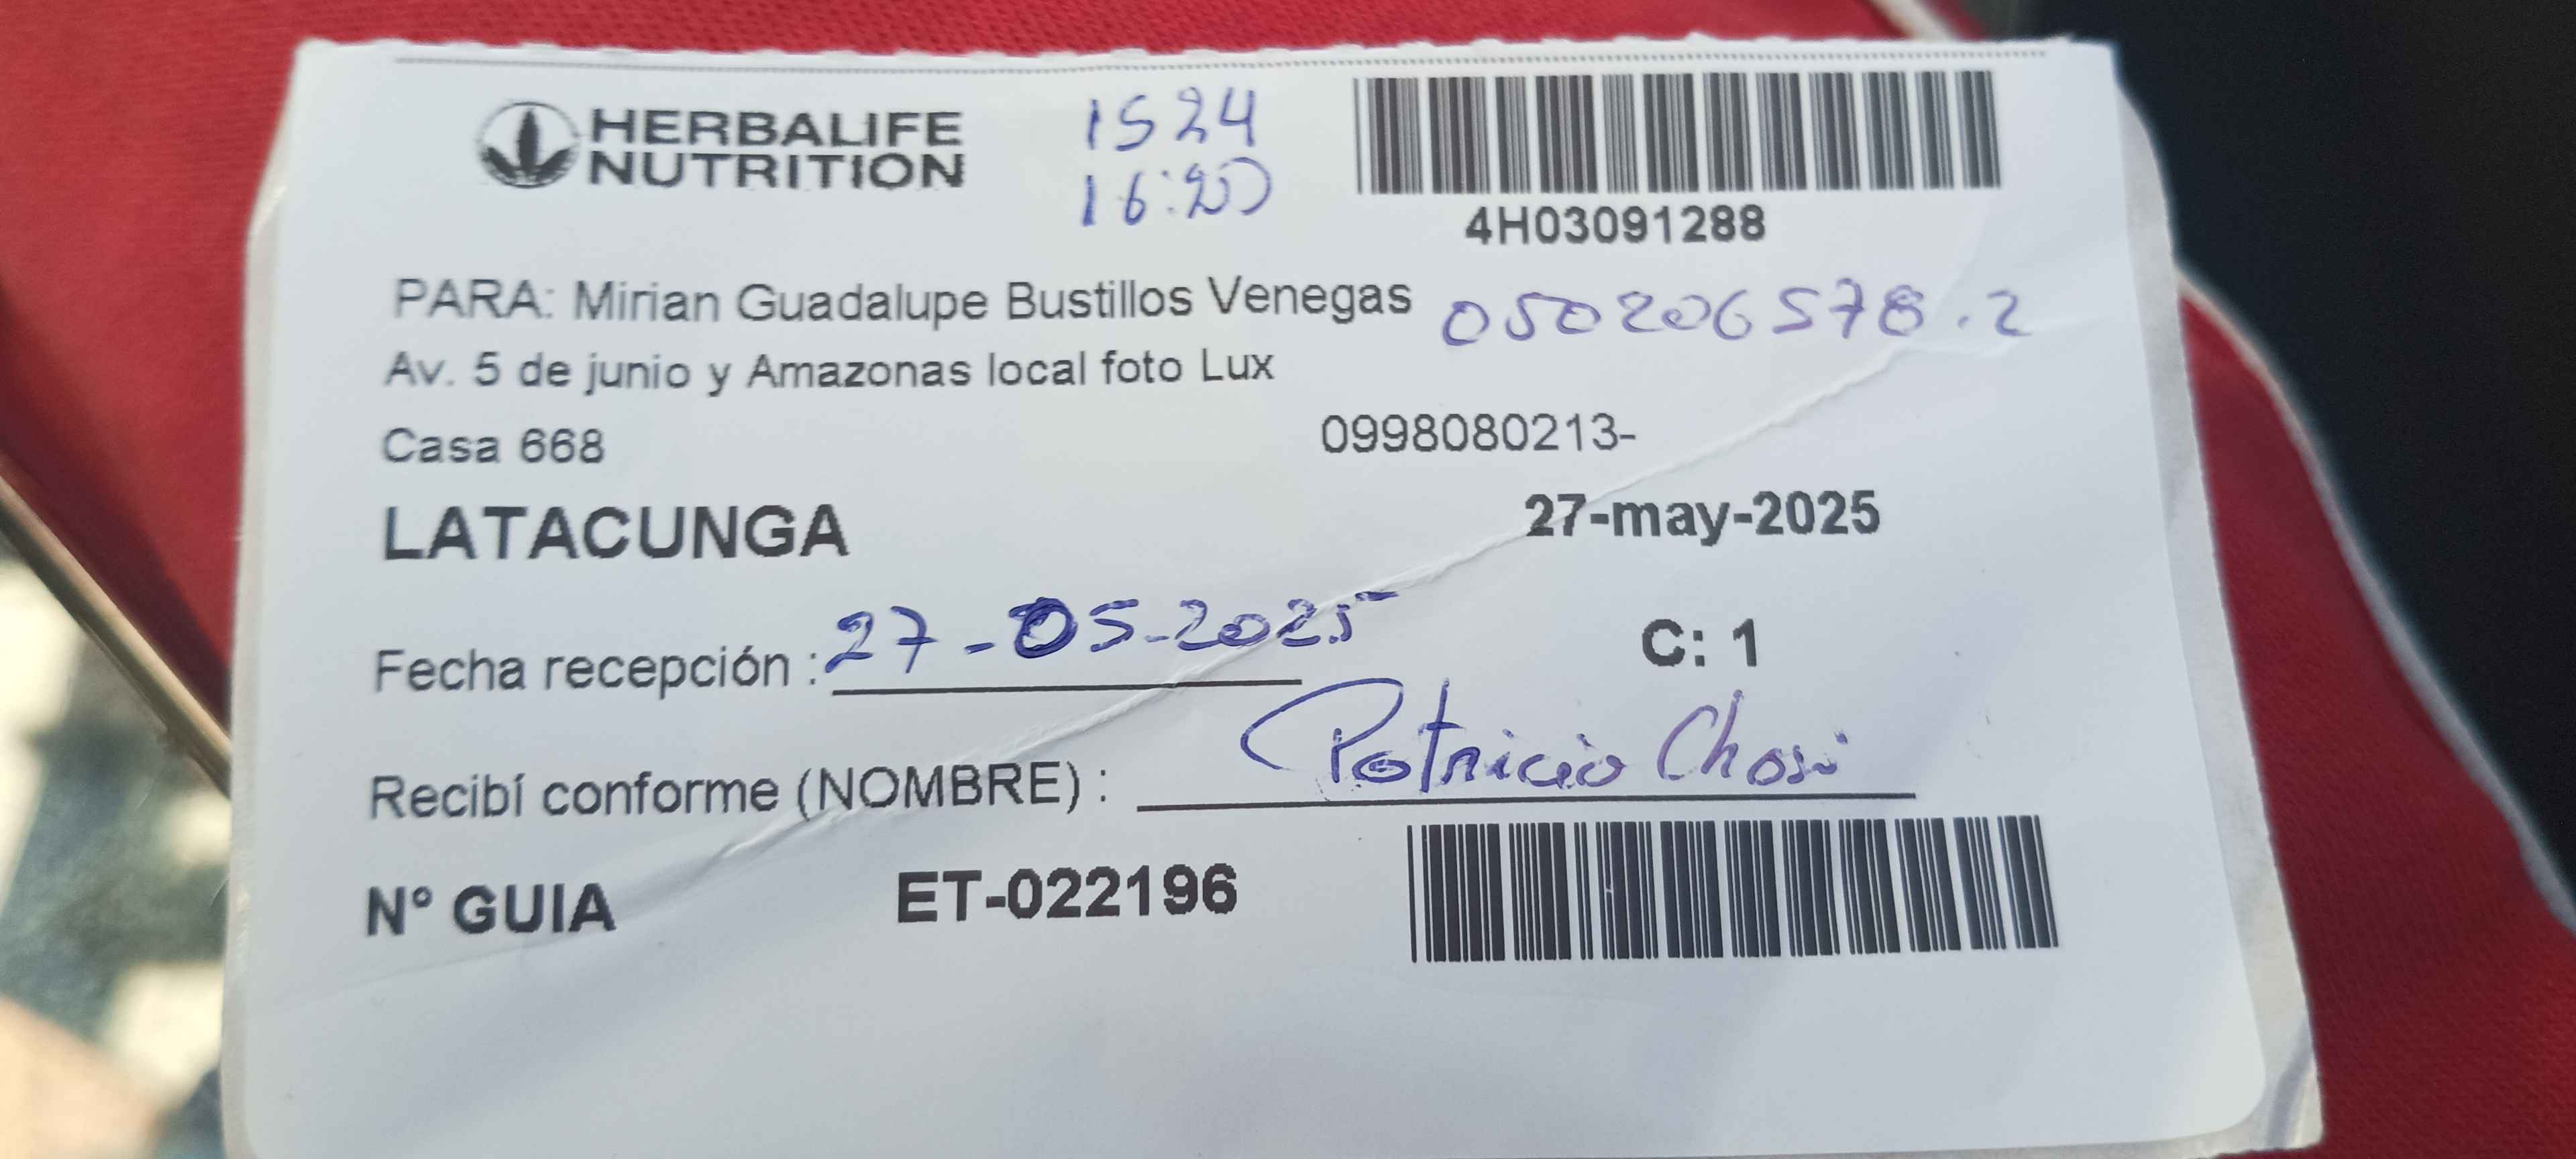 HERBALIFE
NUTRITION
1524
16:20
4H03091288
PARA: Mirian Guadalupe Bustillos Venegas 050206578.2
Av. 5 de junio y Amazonas local foto Lux
Casa 668 0998080213-
LATACUNGA 27-may-2025
Fecha recepción : 27-05-2025 C: 1
Recibí conforme (NOMBRE) : Patricio
N° GUIA ET-022196